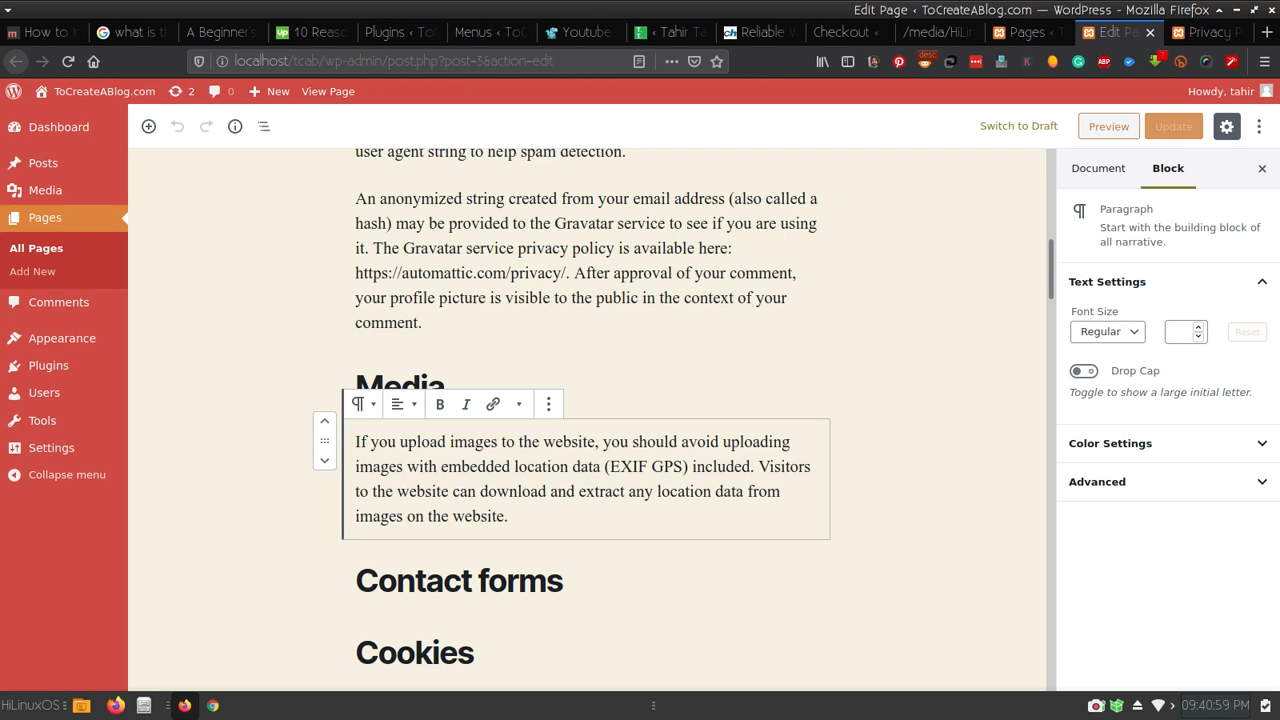 Edit Page ‹ ToCreateABlog.com — WordPress - Mozilla Firefox
How to i
what is th
A Beginner's
10 Reaso
Plugins ‹ T
Menus ‹ W
Youtube
‹ Tahir Ta
Reliable W
Checkout –
/media/HiLi
Pages ‹ T
Edit Pa
Privacy P
localhost/tcab/wp-admin/post.php?post=3&action=edit
desc
ABP
ToCreateABlog.com
2
0
New
View Page
Howdy, tahir
Dashboard
Posts
Media
Pages
All Pages
Add New
Comments
Appearance
Plugins
Users
Tools
Settings
Collapse menu
Switch to Draft
Preview
Update
user agent string to help spam detection.
An anonymized string created from your email address (also called a
hash) may be provided to the Gravatar service to see if you are using
it. The Gravatar service privacy policy is available here:
https://automattic.com/privacy/. After approval of your comment,
your profile picture is visible to the public in the context of your
comment.
Media
B I
If you upload images to the website, you should avoid uploading
images with embedded location data (EXIF GPS) included. Visitors
to the website can download and extract any location data from
images on the website.
Contact forms
Cookies
Document
Block
Paragraph
Start with the building block of
all narrative.
Text Settings
Font Size
Regular
Reset
Drop Cap
Toggle to show a large initial letter.
Color Settings
Advanced
HiLinuxOS
09:40:59 PM